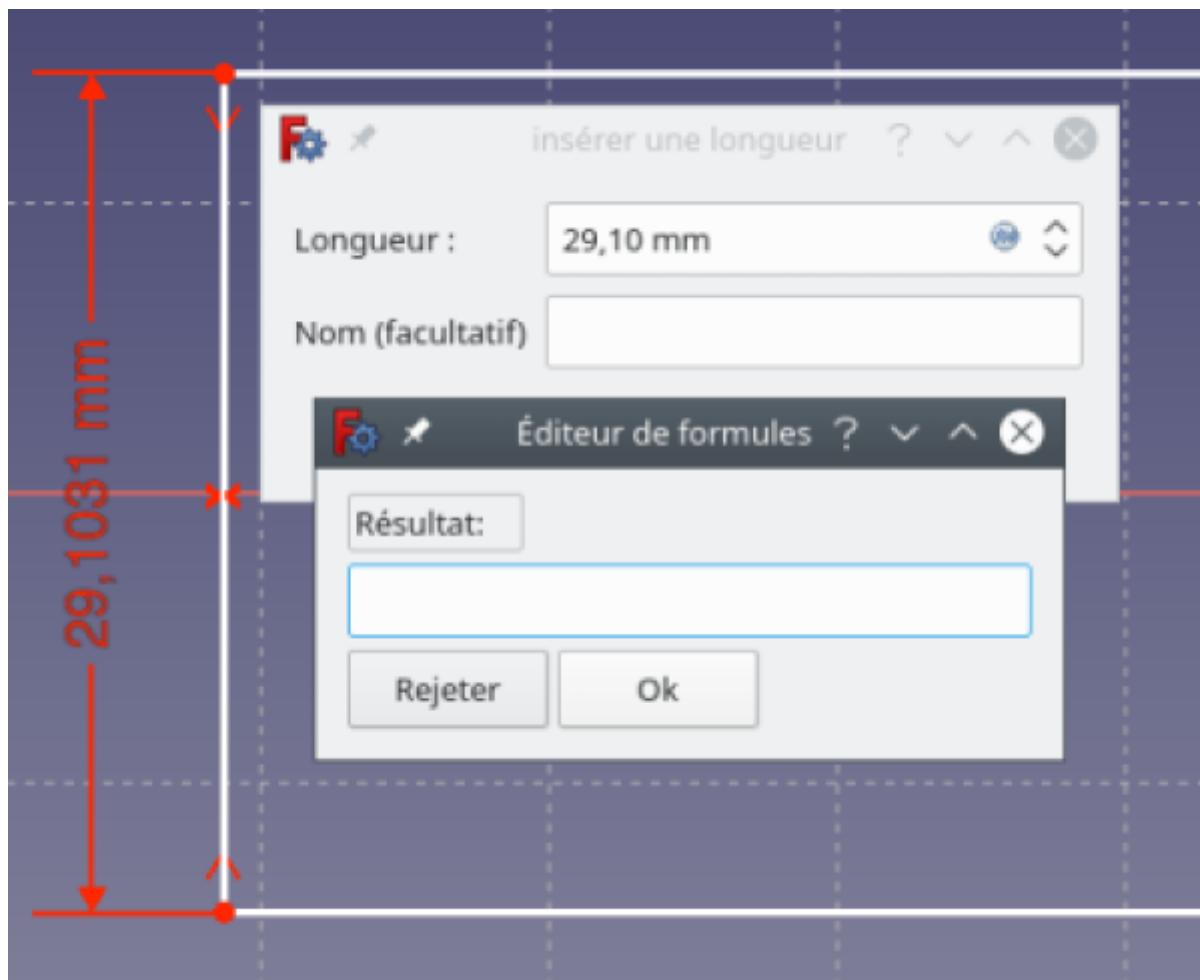 insérer une longueur
Longueur :
29,10 mm
Nom (facultatif)
29,1031 mm
Éditeur de formules
Résultat:
Rejeter
Ok